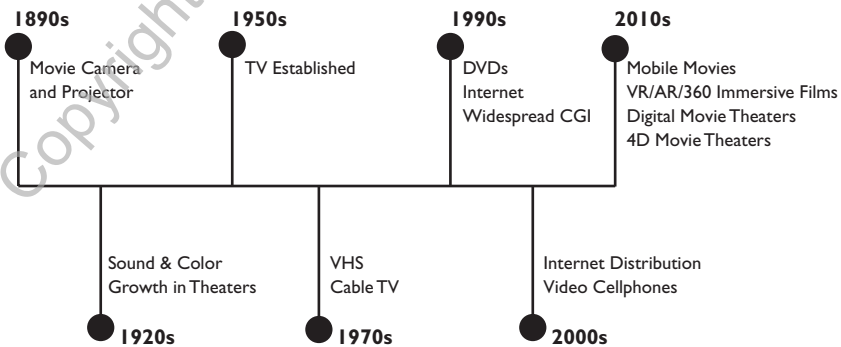 1890s
Movie Camera
and Projector
1950s
TV Established
1990s
DVDs
Internet
Widespread CGI
2010s
Mobile Movies
VR/AR/360 Immersive Films
Digital Movie Theaters
4D Movie Theaters
Sound & Color
Growth in Theaters
1920s
VHS
Cable TV
1970s
Internet Distribution
Video Cellphones
2000s
Copyright